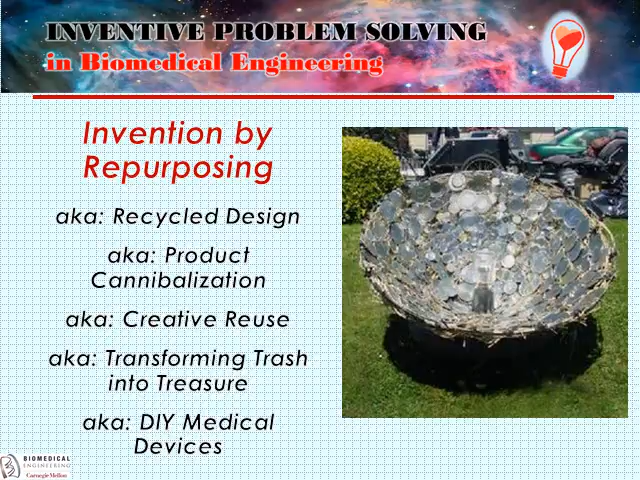 INVENTIVE PROBLEM SOLVING
in Biomedical Engineering
Invention by
Repurposing
aka: Recycled Design
aka: Product
Cannibalization
aka: Creative Reuse
aka: Transforming Trash
into Treasure
aka: DIY Medical
Devices
BIOMEDICAL
ENGINEERING
Carnegie Mellon